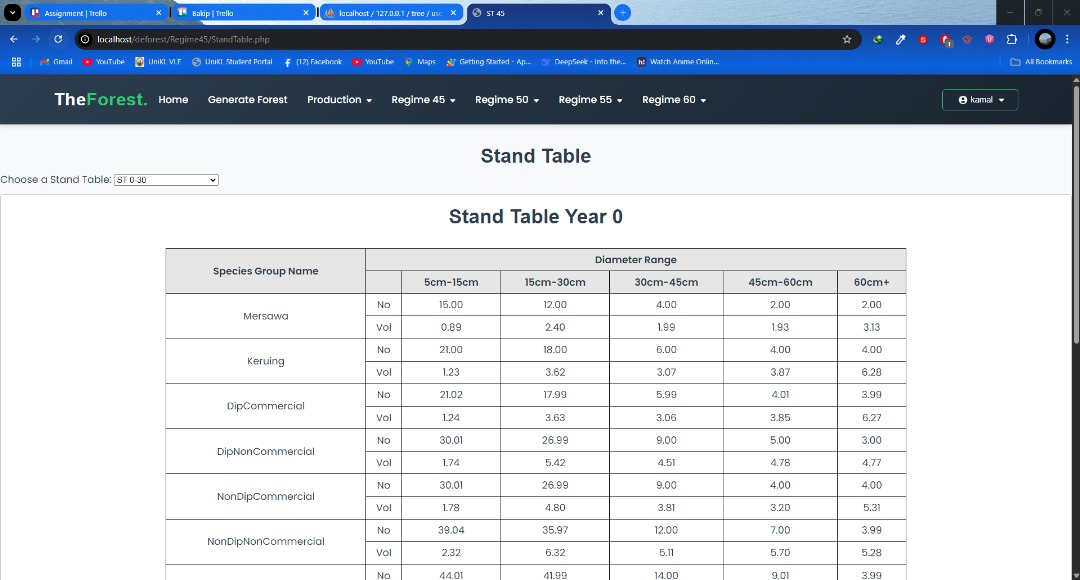 Assignment | Trello
Bakip | Trello
localhost / 127.0.0.1 / tree / use
ST 45
localhost/deforest/Regime45/StandTable.php
Gmail YouTube UniKL VLE UniKL Student Portal (12) Facebook YouTube Maps Getting Started - Ap... DeepSeek - Into the... Watch Anime Onlin... All Bookmarks
TheForest. Home Generate Forest Production Regime 45 Regime 50 Regime 55 Regime 60 kamal
Stand Table
Choose a Stand Table: ST 0-30
Stand Table Year 0
Species Group Name Diameter Range
5cm-15cm 15cm-30cm 30cm-45cm 45cm-60cm 60cm+
Mersawa
No 15.00 12.00 4.00 2.00 2.00
Vol 0.89 2.40 1.99 1.93 3.13
Keruing
No 21.00 18.00 6.00 4.00 4.00
Vol 1.23 3.62 3.07 3.87 6.28
DipCommercial
No 21.02 17.99 5.99 4.01 3.99
Vol 1.24 3.63 3.06 3.85 6.27
DipNonCommercial
No 30.01 26.99 9.00 5.00 3.00
Vol 1.74 5.42 4.51 4.78 4.77
NonDipCommercial
No 30.01 26.99 9.00 4.00 4.00
Vol 1.78 4.80 3.81 3.20 5.31
NonDipNonCommercial
No 39.04 35.97 12.00 7.00 3.99
Vol 2.32 6.32 5.11 5.70 5.28
No 44.01 41.99 14.00 9.01 3.99